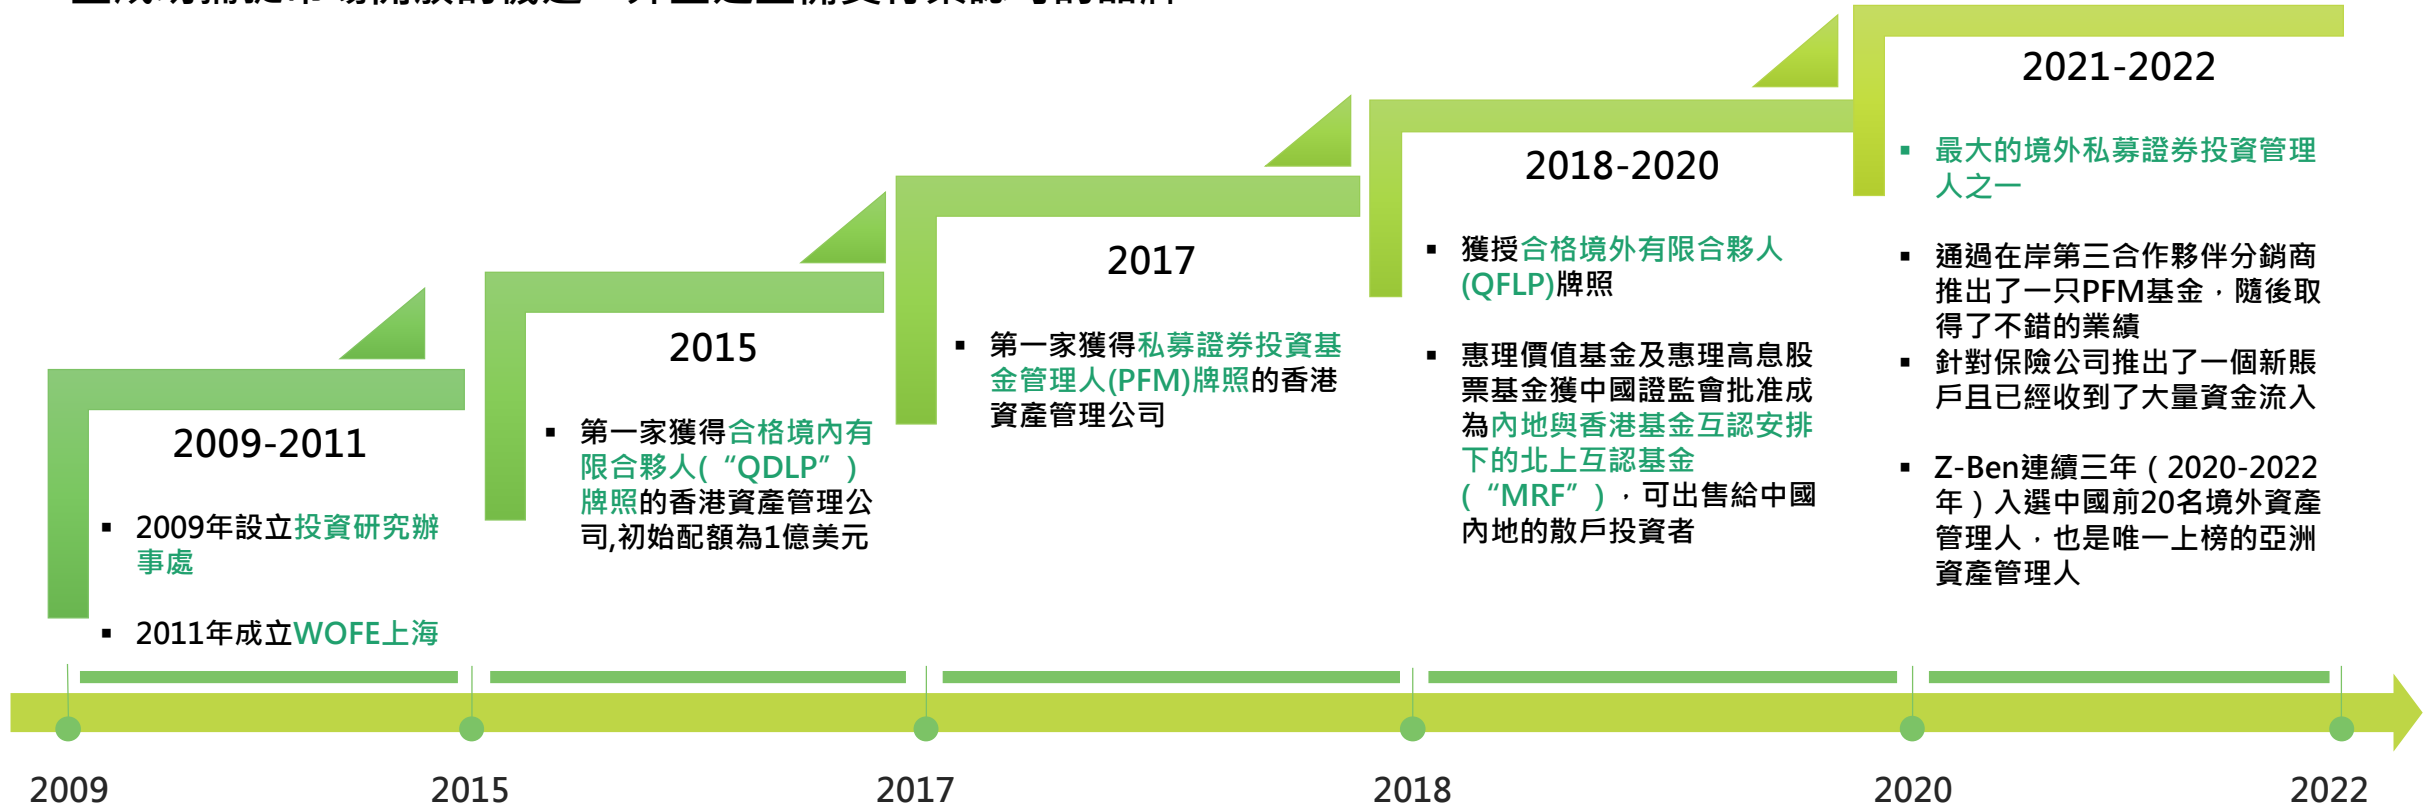 2009-2011
▪ 2009年設立投資研究辦
事處
▪ 2011年成立WOFE上海
2015
▪ 第一家獲得合格境內有
限合夥人(“QDLP”)
牌照的香港資產管理公
司,初始配額為1億美元
2017
▪ 第一家獲得私募證券投資基
金管理人(PFM)牌照的香港
資產管理公司
2018-2020
▪ 獲授合格境外有限合夥人
(QFLP)牌照
▪ 惠理價值基金及惠理高息股
票基金獲中國證監會批准成
為內地與香港基金互認安排
下的北上互認基金
(“MRF”)，可出售給中國
內地的散戶投資者
2021-2022
▪ 最大的境外私募證券投資管理
人之一
▪ 通過在岸第三合作夥伴分銷商
推出了一只PFM基金，隨後取
得了不錯的業績
▪ 針對保險公司推出了一個新賬
戶且已經收到了大量資金流入
▪ Z-Ben連續三年（2020-2022
年）入選中國前20名境外資產
管理人，也是唯一上榜的亞洲
資產管理人
2009
2015
2017
2018
2020
2022